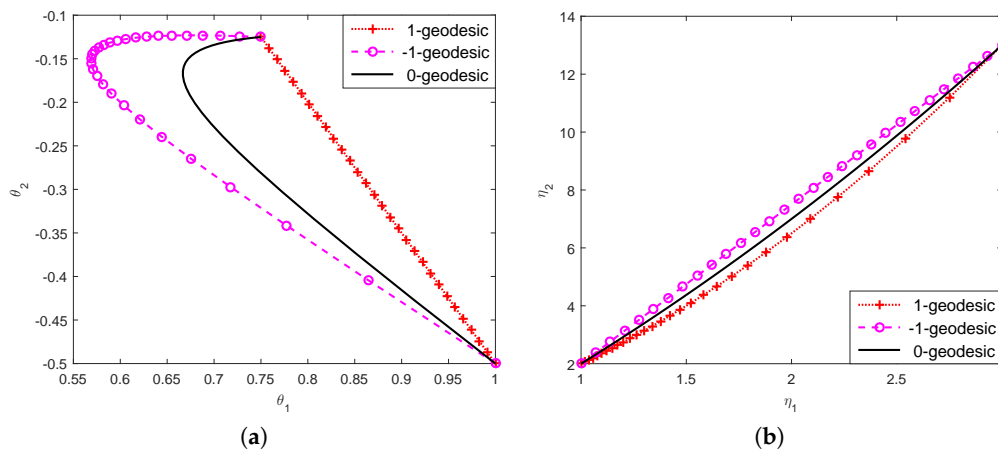 -0.1
-0.15
-0.2
-0.25
-0.3
-0.35
-0.4
-0.45
-0.5
θ₂
0.55 0.6 0.65 0.7 0.75 0.8 0.85 0.9 0.95 1
θ₁
1-geodesic
-1-geodesic
0-geodesic
(a)
14
12
10
8
6
4
2
η₂
1 1.5 2 2.5
η₁
1-geodesic
-1-geodesic
0-geodesic
(b)